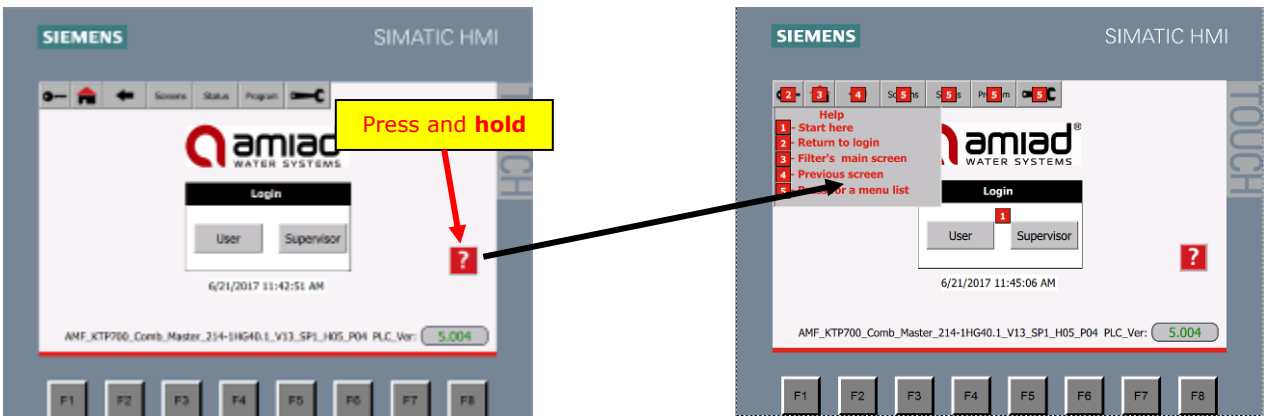 SIEMENS
SIMATIC HMI
TOUCH
Screens Status Program
Press and hold
amiad
WATER SYSTEMS
Login
User Supervisor
?
6/21/2017 11:42:51 AM
AMF_KTP700_Comb_Master_214-1HG40.1_V13_SP1_H05_P04 PLC_Ver: 5.004
F1 F2 F3 F4 F5 F6 F7 F8
SIEMENS
SIMATIC HMI
TOUCH
2 3 4 5 5 5 5
Help
1 - Start here
2 - Return to login
3 - Filter's main screen
4 - Previous screen
5 or a menu list
amiad®
WATER SYSTEMS
Login
1
User Supervisor
?
6/21/2017 11:45:06 AM
AMF_KTP700_Comb_Master_214-1HG40.1_V13_SP1_H05_P04 PLC_Ver: 5.004
F1 F2 F3 F4 F5 F6 F7 F8